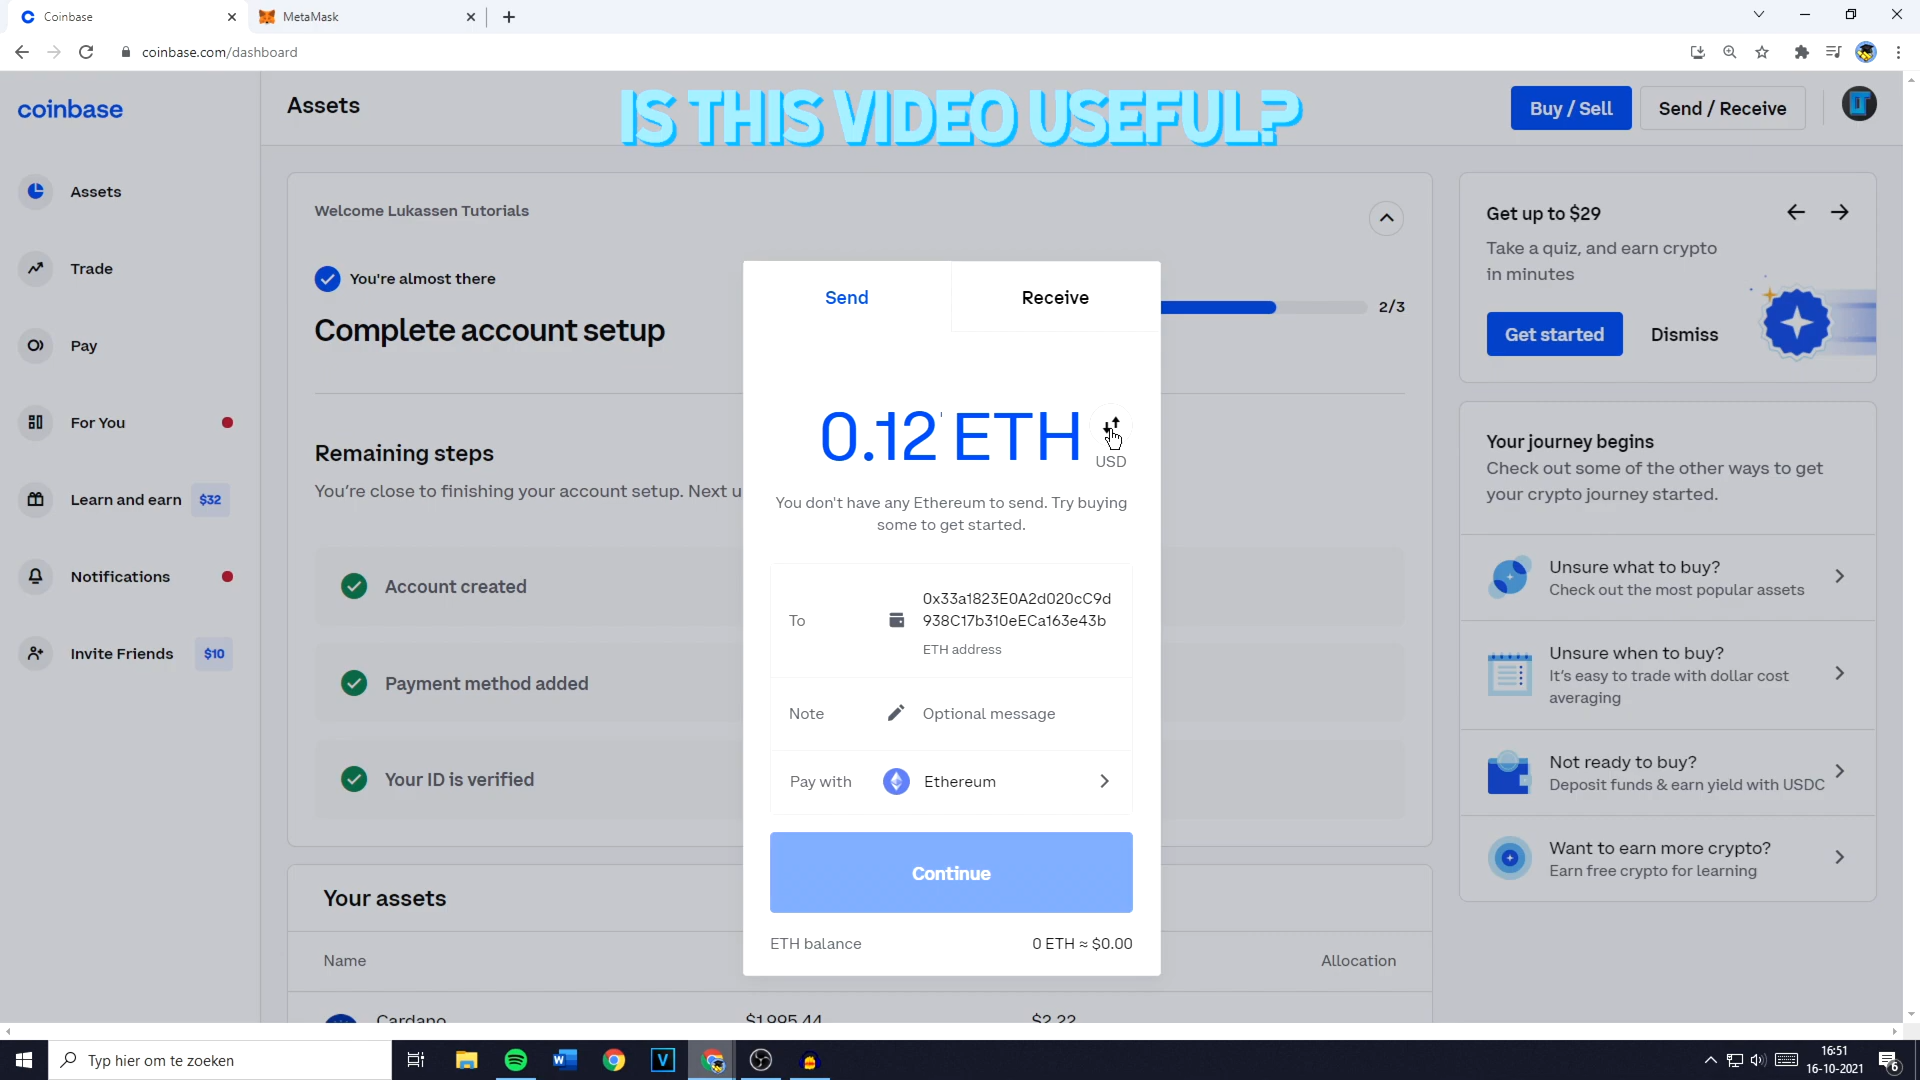 Coinbase
MetaMask
coinbase.com/dashboard
coinbase
Assets
IS THIS VIDEO USEFUL?
Buy / Sell
Send / Receive
Assets
Trade
Pay
For You
Learn and earn
$32
Notifications
Invite Friends
$10
Welcome Lukassen Tutorials
You're almost there
Complete account setup
2/3
Remaining steps
You're close to finishing your account setup. Next u
Account created
Payment method added
Your ID is verified
Your assets
Name
Allocation
Cardano
$1,995.44
$2.22
Send
Receive
0.12 ETH
USD
You don't have any Ethereum to send. Try buying
some to get started.
To
0x33a1823E0A2d020cC9d
938C17b310eECa163e43b
ETH address
Note
Optional message
Pay with
Ethereum
Continue
ETH balance
0 ETH ≈ $0.00
Get up to $29
Take a quiz, and earn crypto
in minutes
Get started
Dismiss
Your journey begins
Check out some of the other ways to get
your crypto journey started.
Unsure what to buy?
Check out the most popular assets
Unsure when to buy?
It's easy to trade with dollar cost
averaging
Not ready to buy?
Deposit funds & earn yield with USDC
Want to earn more crypto?
Earn free crypto for learning
Typ hier om te zoeken
16:51
16-10-2021
6